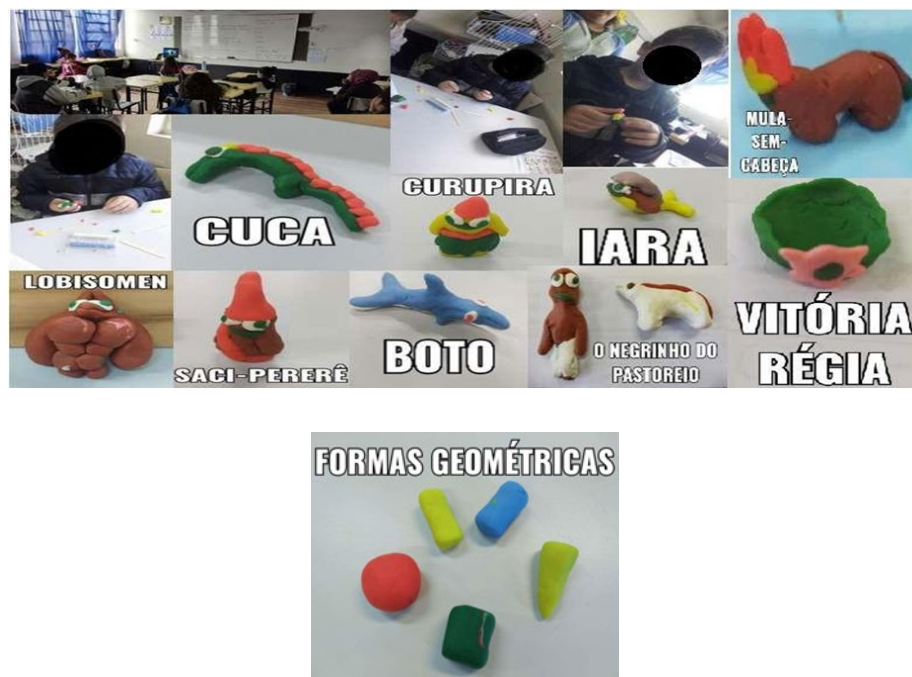 MULA-
SEM-
CABEÇA
CURUPIRA
CUCA
IARA
LOBISOMEN
SACI-PERERÊ
BOTO
O NEGRINHO DO
PASTOREIO
VITÓRIA
RÉGIA
FORMAS GEOMÉTRICAS